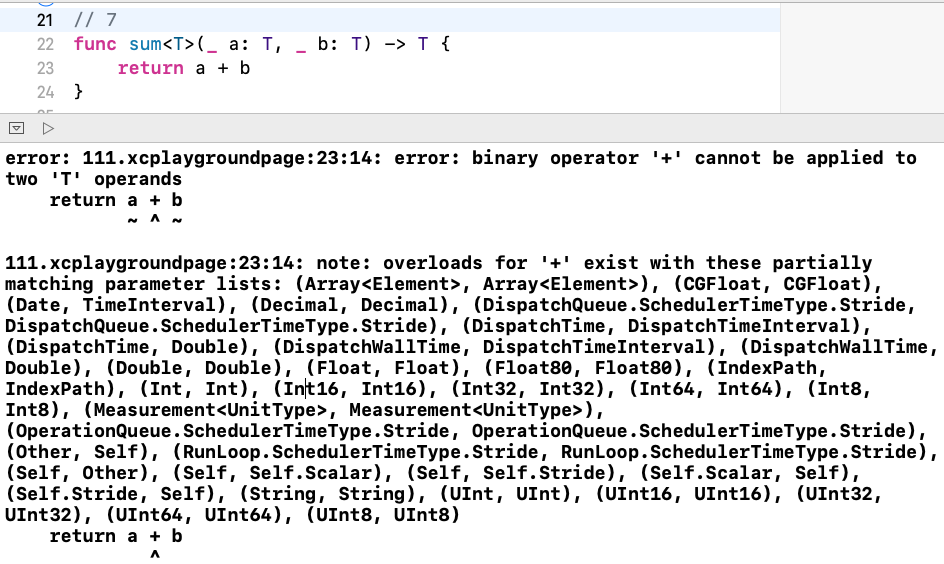 21 // 7
22 func sum<T>(_ a: T, _ b: T) -> T {
23     return a + b
24 }
error: 111.xcplaygroundpage:23:14: error: binary operator '+' cannot be applied to
two 'T' operands
    return a + b
           ~ ^ ~
111.xcplaygroundpage:23:14: note: overloads for '+' exist with these partially
matching parameter lists: (Array<Element>, Array<Element>), (CGFloat, CGFloat),
(Date, TimeInterval), (Decimal, Decimal), (DispatchQueue.SchedulerTimeType.Stride,
DispatchQueue.SchedulerTimeType.Stride), (DispatchTime, DispatchTimeInterval),
(DispatchTime, Double), (DispatchWallTime, DispatchTimeInterval), (DispatchWallTime,
Double), (Double, Double), (Float, Float), (Float80, Float80), (IndexPath,
IndexPath), (Int, Int), (Int16, Int16), (Int32, Int32), (Int64, Int64), (Int8,
Int8), (Measurement<UnitType>, Measurement<UnitType>),
(OperationQueue.SchedulerTimeType.Stride, OperationQueue.SchedulerTimeType.Stride),
(Other, Self), (RunLoop.SchedulerTimeType.Stride, RunLoop.SchedulerTimeType.Stride),
(Self, Other), (Self, Self.Scalar), (Self, Self.Stride), (Self.Scalar, Self),
(Self.Stride, Self), (String, String), (UInt, UInt), (UInt16, UInt16), (UInt32,
UInt32), (UInt64, UInt64), (UInt8, UInt8)
    return a + b
             ^